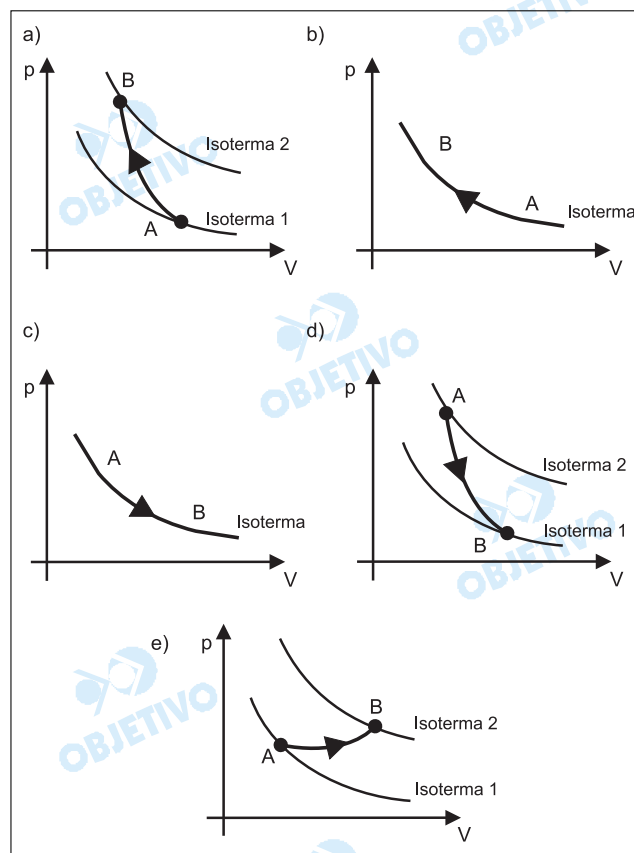 OBJETIVO
a)
b)
p
B
Isoterma 2
A
Isoterma 1
V
OBJETIVO
p
B
A
Isoterma
V
c)
d)
OBJETIVO
p
A
B
Isoterma
V
p
A
Isoterma 2
B
Isoterma 1
V
OBJETIVO
e)
p
B
Isoterma 2
A
Isoterma 1
V
OBJETIVO